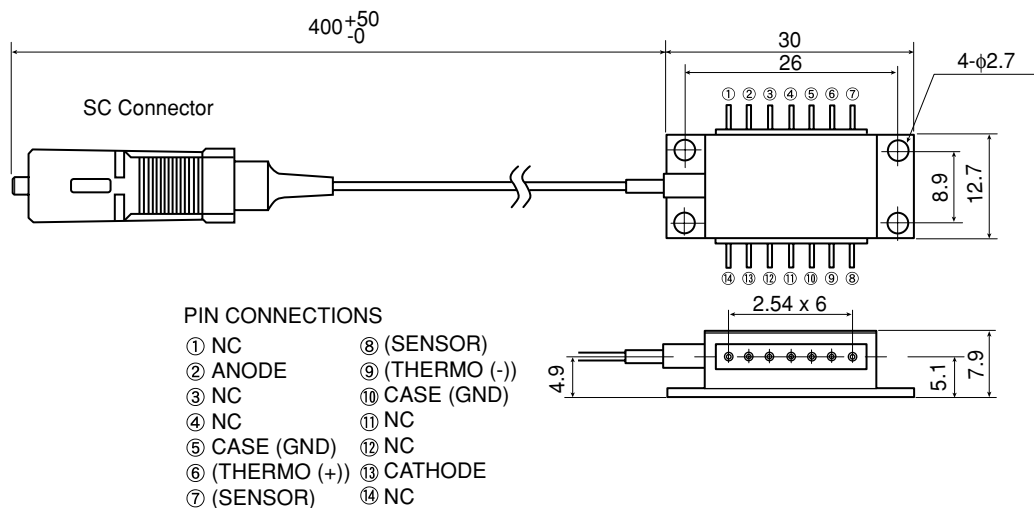 400 +50 -0
30
26
4-ϕ2.7
① ② ③ ④ ⑤ ⑥ ⑦
SC Connector
8.9
12.7
⑭ ⑬ ⑫ ⑪ ⑩ ⑨ ⑧
2.54 x 6
4.9
5.1
7.9
PIN CONNECTIONS
① NC
② ANODE
③ NC
④ NC
⑤ CASE (GND)
⑥ (THERMO (+))
⑦ (SENSOR)
⑧ (SENSOR)
⑨ (THERMO (-))
⑩ CASE (GND)
⑪ NC
⑫ NC
⑬ CATHODE
⑭ NC